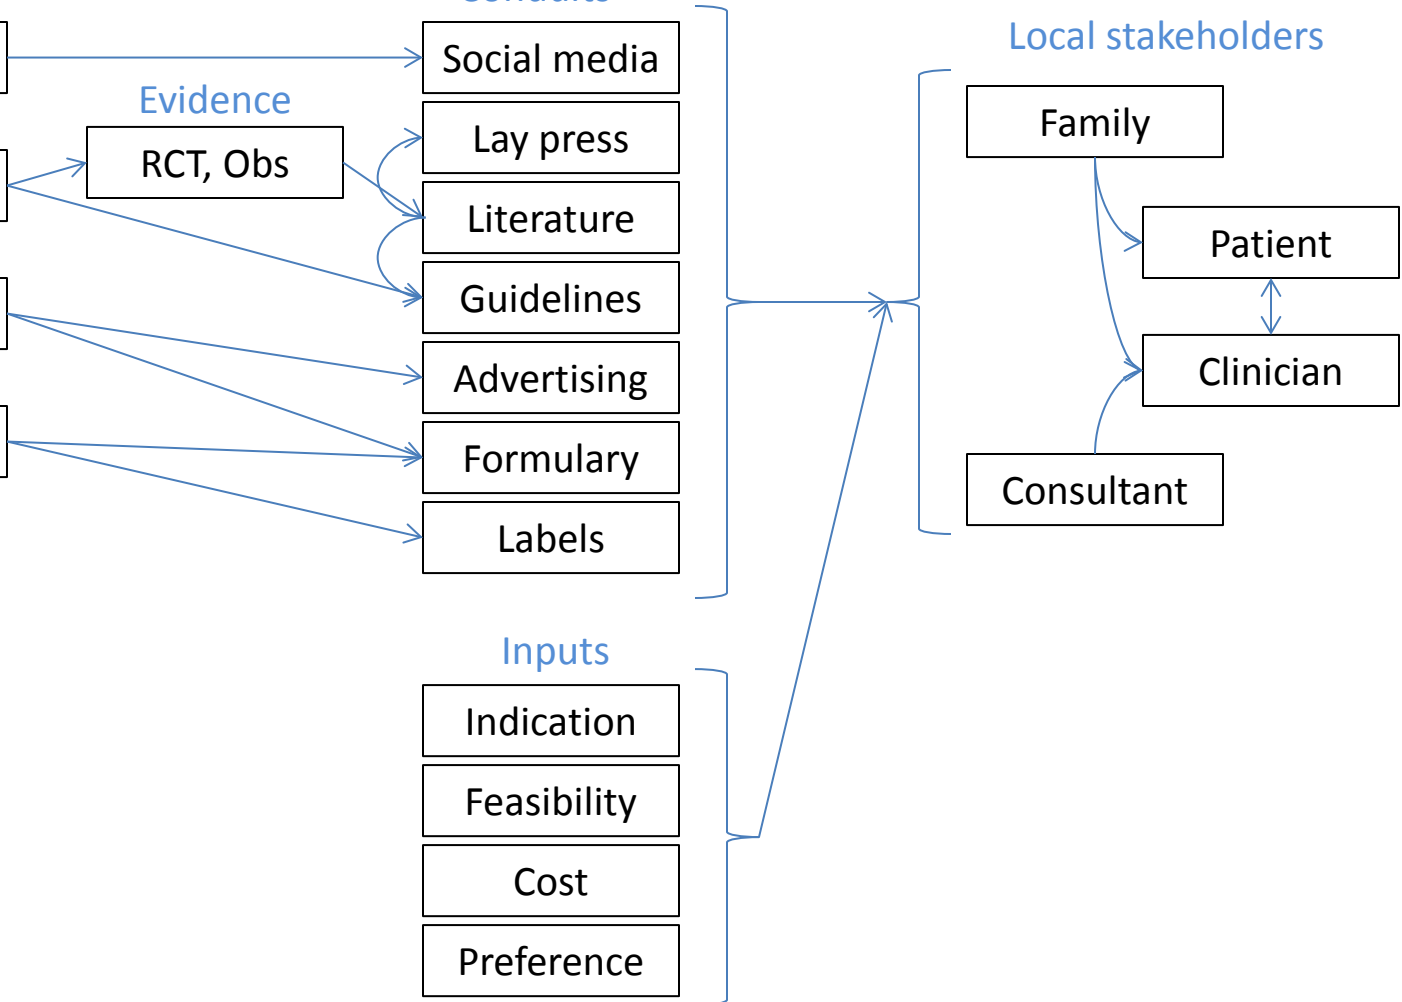 Conduits
Social media
Lay press
Literature
Guidelines
Advertising
Formulary
Labels
Evidence
RCT, Obs
Inputs
Indication
Feasibility
Cost
Preference
Local stakeholders
Family
Patient
Clinician
Consultant